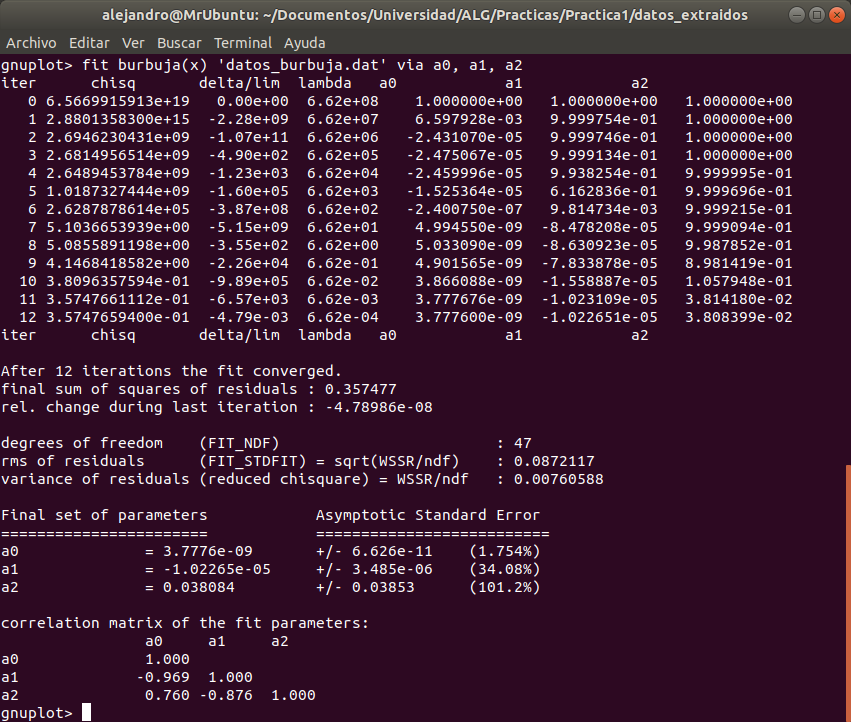 alejandro@MrUbuntu: ~/Documentos/Universidad/ALG/Practicas/Practica1/datos_extraidos
Archivo Editar Ver Buscar Terminal Ayuda
gnuplot> fit burbuja(x) 'datos_burbuja.dat' via a0, a1, a2
iter      chisq       delta/lim  lambda   a0            a1            a2
   0 6.5669915913e+19   0.00e+00  6.62e+08    1.000000e+00   1.000000e+00   1.000000e+00
   1 2.8801358300e+15  -2.28e+09  6.62e+07    6.597928e-03   9.999754e-01   1.000000e+00
   2 2.6946230431e+09  -1.07e+11  6.62e+06   -2.431070e-05   9.999746e-01   1.000000e+00
   3 2.6814956514e+09  -4.90e+02  6.62e+05   -2.475067e-05   9.999134e-01   1.000000e+00
   4 2.6489453784e+09  -1.23e+03  6.62e+04   -2.459996e-05   9.938254e-01   9.999995e-01
   5 1.0187327444e+09  -1.60e+05  6.62e+03   -1.525364e-05   6.162836e-01   9.999696e-01
   6 2.6287878614e+05  -3.87e+08  6.62e+02   -2.400750e-07   9.814734e-03   9.999215e-01
   7 5.1036653939e+00  -5.15e+09  6.62e+01    4.994550e-09  -8.478208e-05   9.999094e-01
   8 5.0855891198e+00  -3.55e+02  6.62e+00    5.033090e-09  -8.630923e-05   9.987852e-01
   9 4.1468418582e+00  -2.26e+04  6.62e-01    4.901565e-09  -7.833878e-05   8.981419e-01
  10 3.8096357594e-01  -9.89e+05  6.62e-02    3.866088e-09  -1.558887e-05   1.057948e-01
  11 3.5747661112e-01  -6.57e+03  6.62e-03    3.777676e-09  -1.023109e-05   3.814180e-02
  12 3.5747659400e-01  -4.79e-03  6.62e-04    3.777600e-09  -1.022651e-05   3.808399e-02
iter      chisq       delta/lim  lambda   a0            a1            a2
After 12 iterations the fit converged.
final sum of squares of residuals : 0.357477
rel. change during last iteration : -4.78986e-08
degrees of freedom    (FIT_NDF)                        : 47
rms of residuals      (FIT_STDFIT) = sqrt(WSSR/ndf)    : 0.0872117
variance of residuals (reduced chisquare) = WSSR/ndf   : 0.00760588
Final set of parameters            Asymptotic Standard Error
=======================            ==========================
a0              = 3.7776e-09       +/- 6.626e-11    (1.754%)
a1              = -1.02265e-05     +/- 3.485e-06    (34.08%)
a2              = 0.038084         +/- 0.03853      (101.2%)
correlation matrix of the fit parameters:
                a0     a1     a2
a0              1.000
a1             -0.969  1.000
a2              0.760 -0.876  1.000
gnuplot>